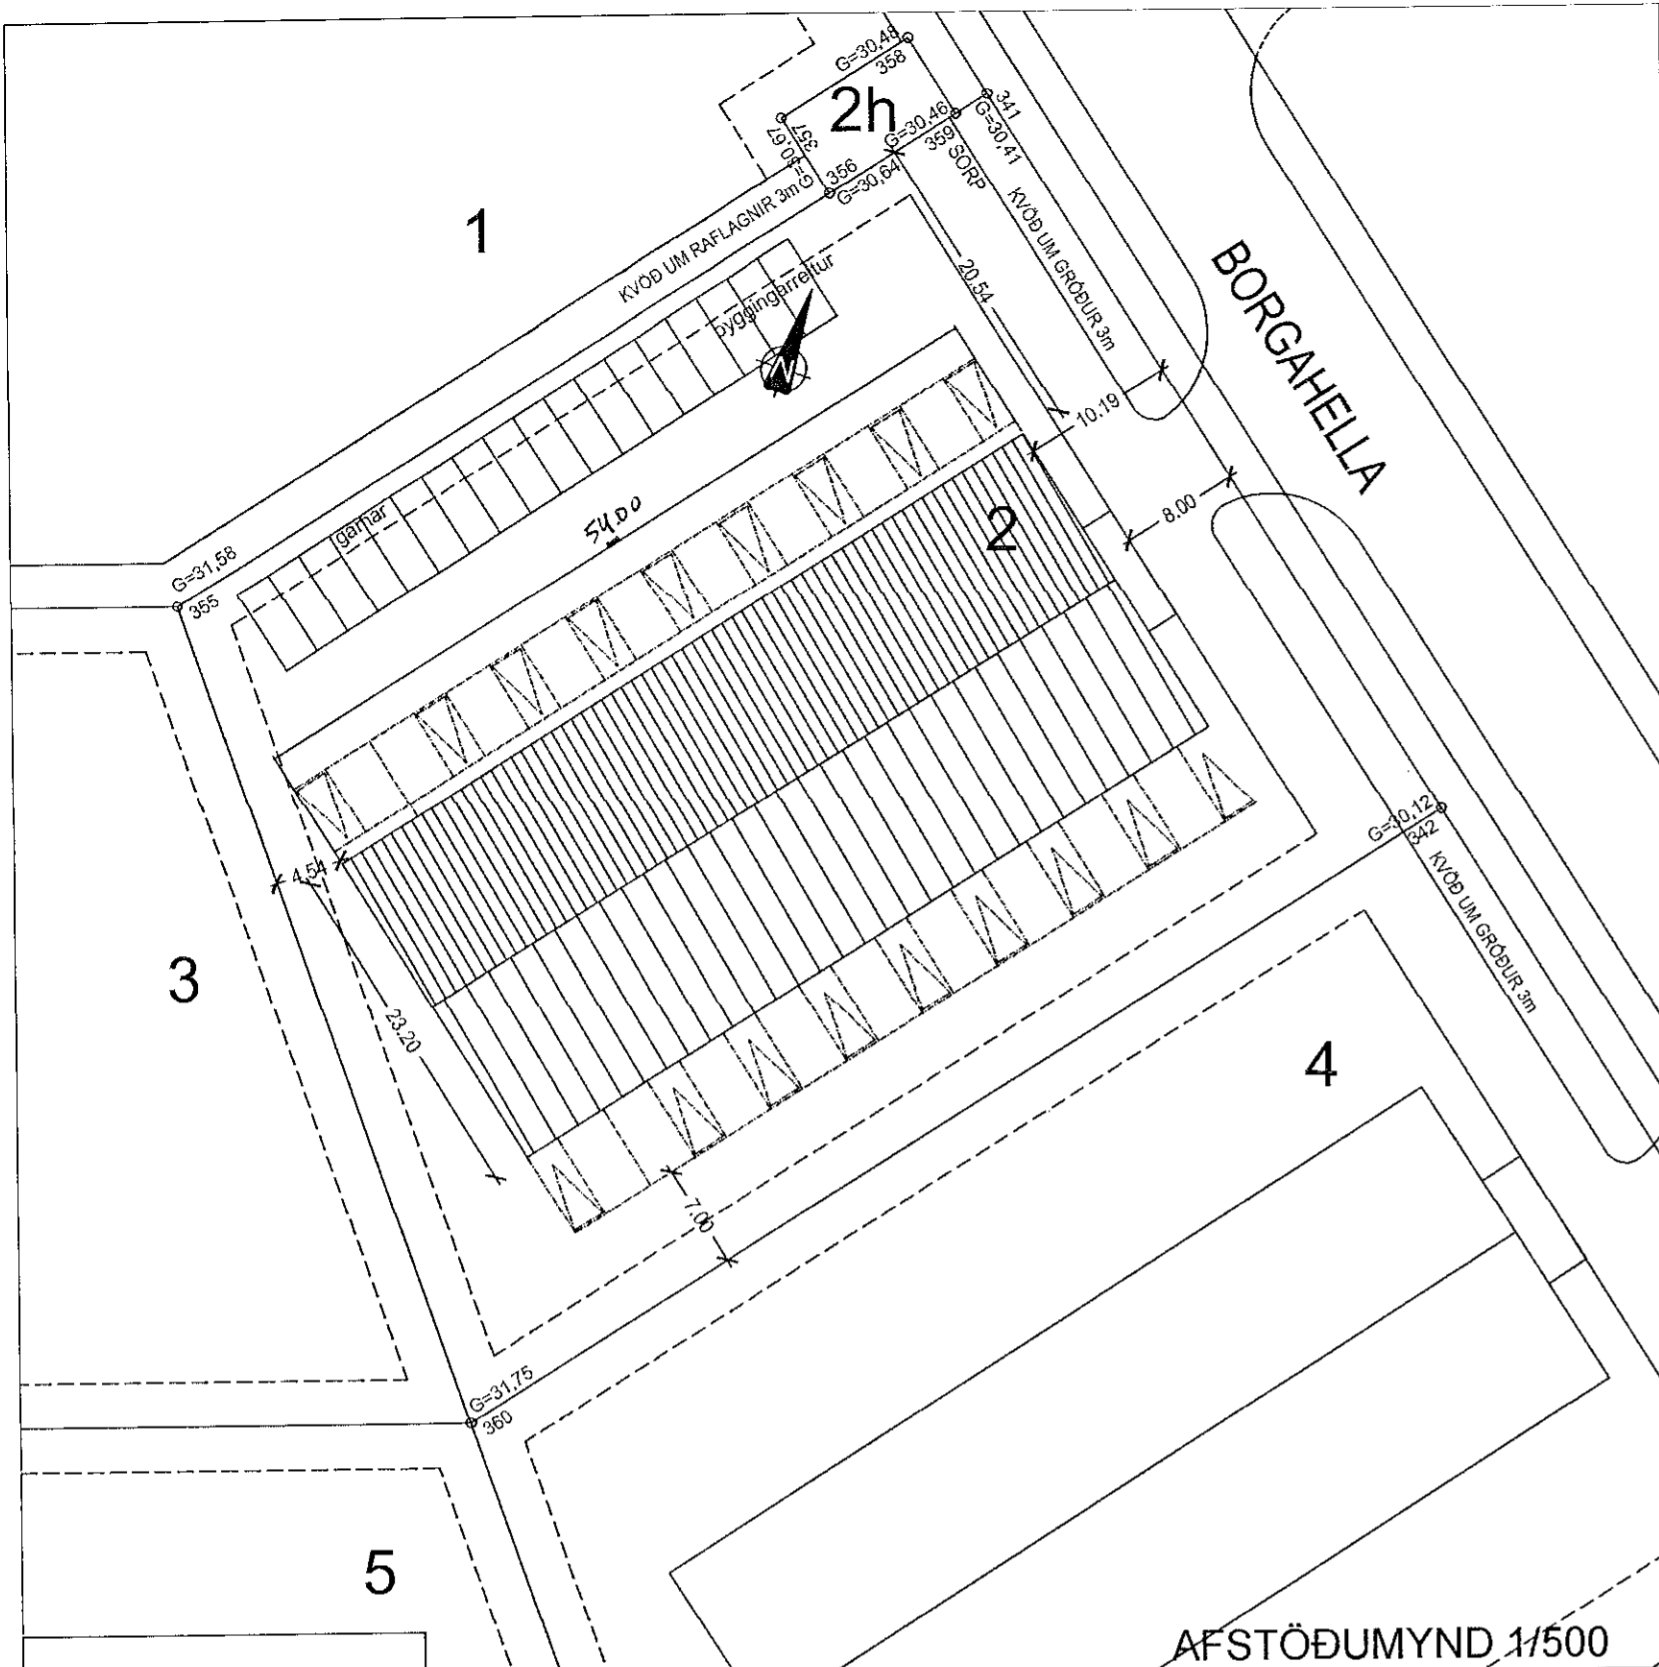 G=30,48
358
2h
G=30,46
359
341
G=30,41
SORP
357
G=30,67
356
G=30,64
1
KVÖÐ UM RAFLAGNIR 3m
KVÖÐ UM GRÓÐUR 3m
BORGAHELLA
byggingarreitur
N
20.54
10.19
8.00
gámar
54.00
2
G=31,58
355
4.54
23.20
3
G=30,12
342
KVÖÐ UM GRÓÐUR 3m
4
7.00
G=31,75
360
5
AFSTÖÐUMYND 1/500